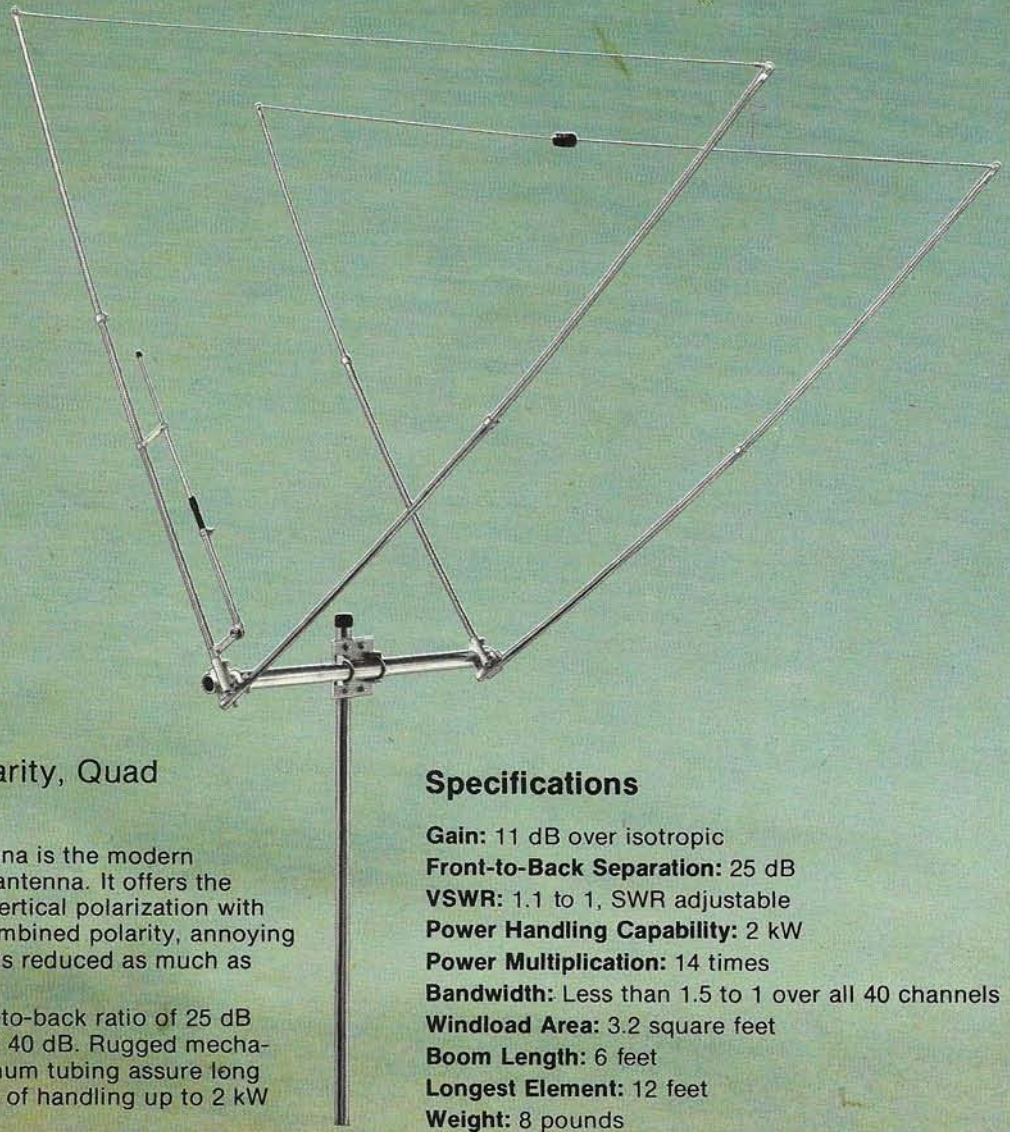 arity, Quad
na is the modern
antenna. It offers the
ertical polarization with
mbined polarity, annoying
s reduced as much as
-to-back ratio of 25 dB
40 dB. Rugged mecha-
num tubing assure long
of handling up to 2 kW
Specifications
Gain: 11 dB over isotropic
Front-to-Back Separation: 25 dB
VSWR: 1.1 to 1, SWR adjustable
Power Handling Capability: 2 kW
Power Multiplication: 14 times
Bandwidth: Less than 1.5 to 1 over all 40 channels
Windload Area: 3.2 square feet
Boom Length: 6 feet
Longest Element: 12 feet
Weight: 8 pounds